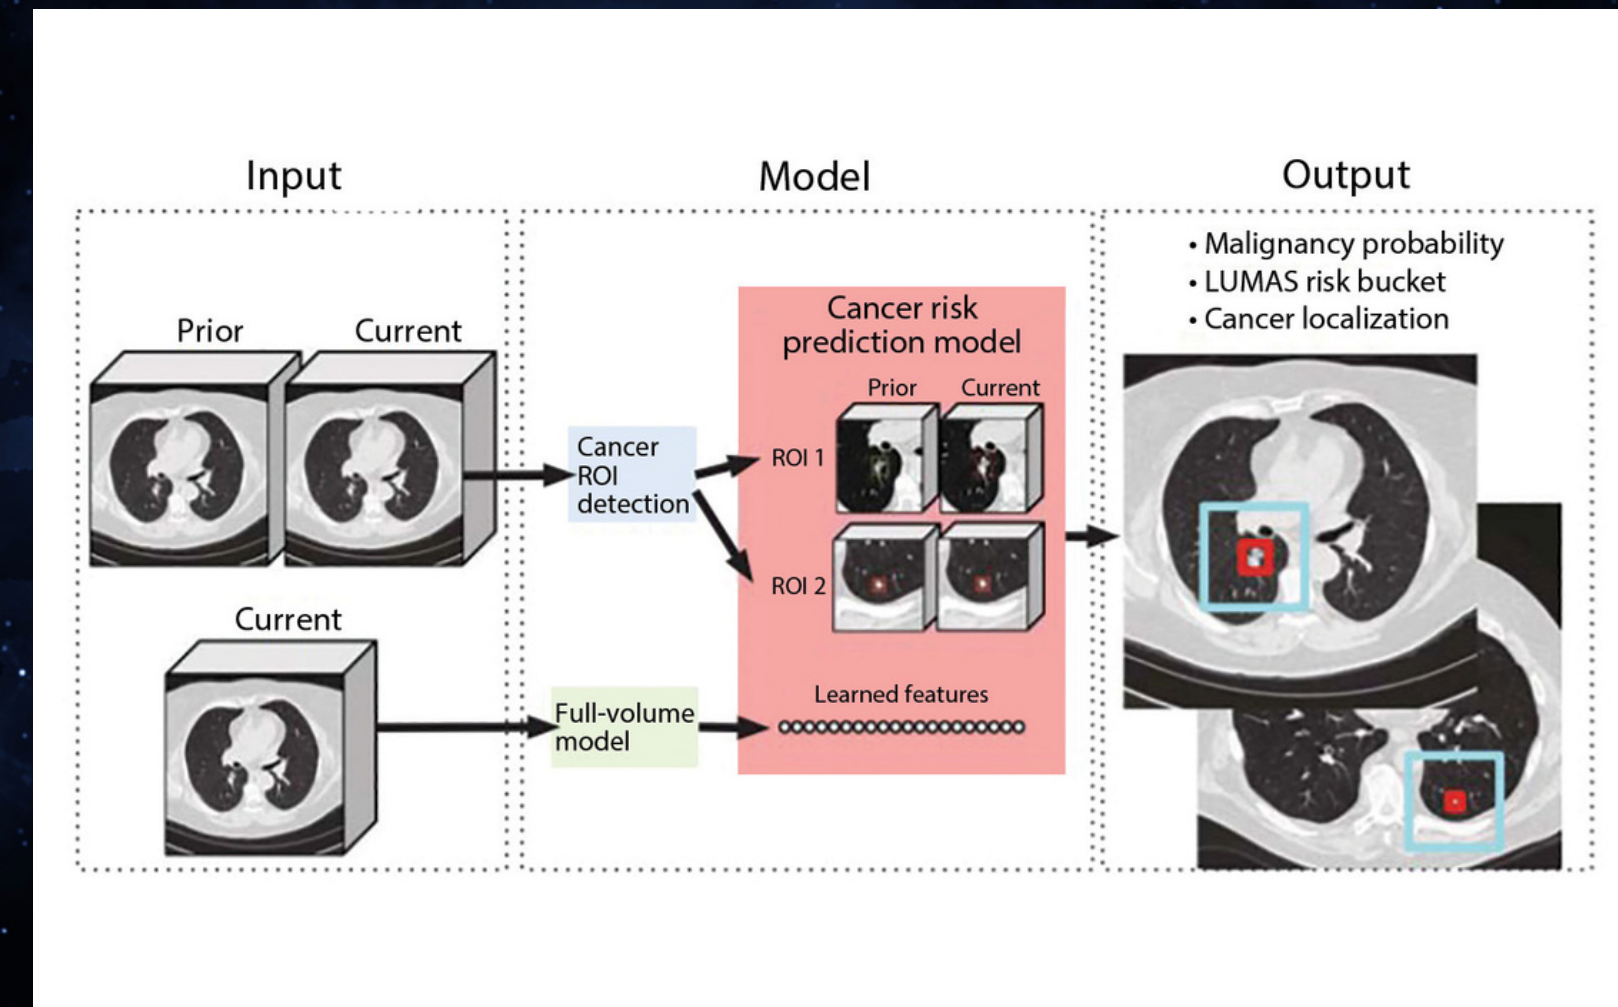 Input
Model
Output
Prior
Current
Current
Cancer
ROI
detection
Full-volume
model
Cancer risk
prediction model
Prior
Current
ROI 1
ROI 2
Learned features
• Malignancy probability
• LUMAS risk bucket
• Cancer localization